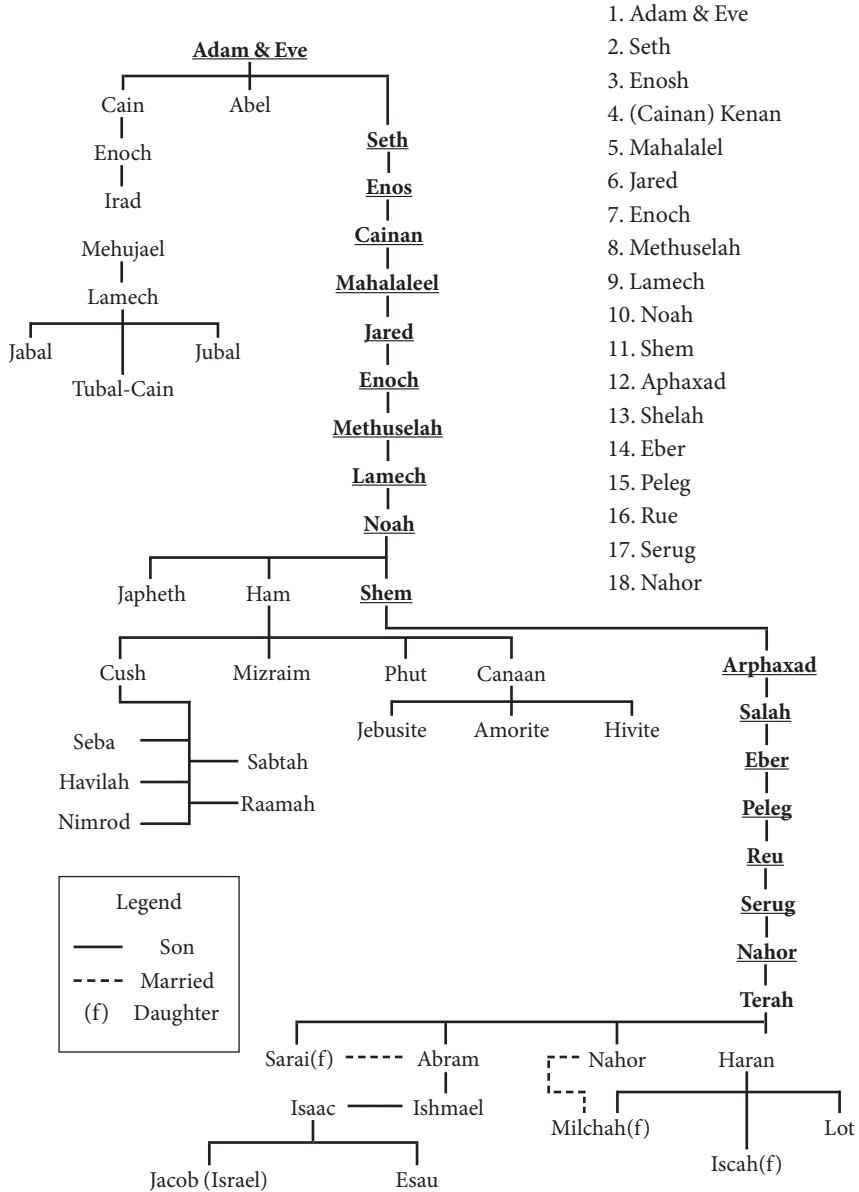 1. Adam & Eve
2. Seth
3. Enosh
4. (Cainan) Kenan
5. Mahalalel
6. Jared
7. Enoch
8. Methuselah
9. Lamech
10. Noah
11. Shem
12. Aphaxad
13. Shelah
14. Eber
15. Peleg
16. Rue
17. Serug
18. Nahor
Adam & Eve
Cain
Abel
Seth
Enoch
Irad
Enos
Cainan
Mehujael
Mahalaleel
Lamech
Jared
Jabal
Jubal
Tubal-Cain
Enoch
Methuselah
Lamech
Noah
Japheth
Ham
Shem
Cush
Mizraim
Phut
Canaan
Arphaxad
Jebusite
Amorite
Hivite
Salah
Seba
Sabtah
Eber
Havilah
Raamah
Nimrod
Peleg
Reu
Serug
Nahor
Terah
Legend
Son
Married
(f) Daughter
Sarai(f)
Abram
Nahor
Haran
Isaac
Ishmael
Milchah(f)
Lot
Iscah(f)
Jacob (Israel)
Esau